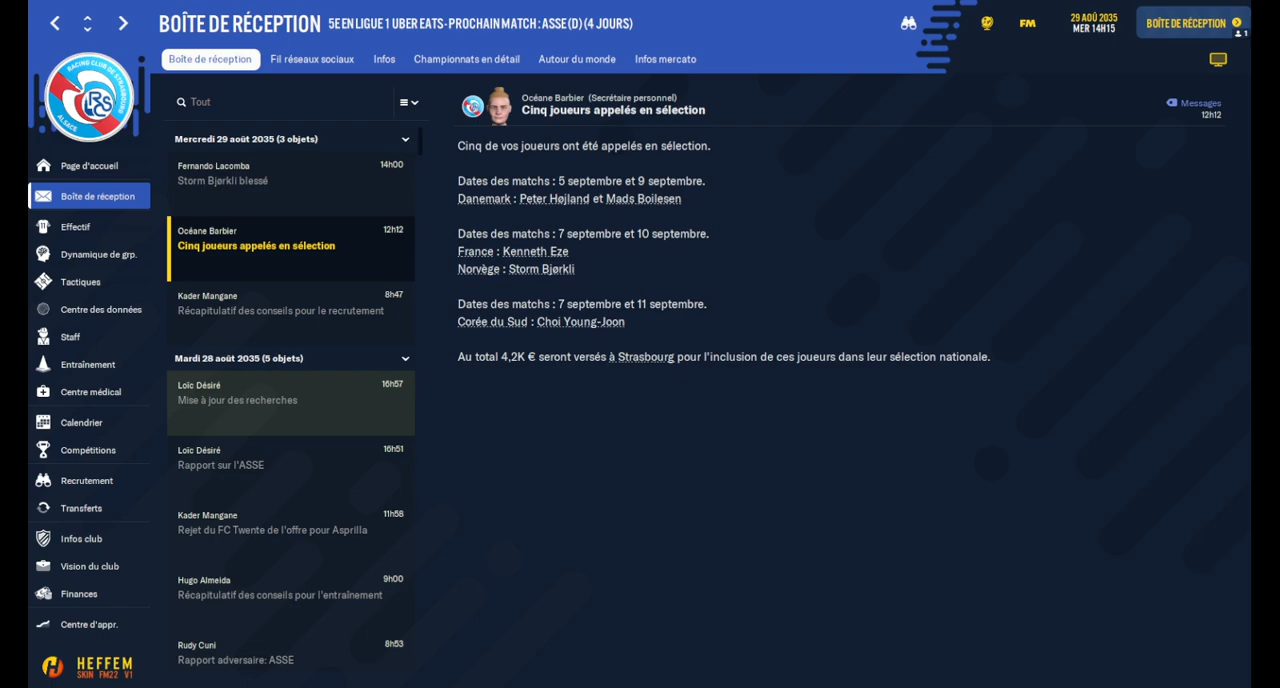 BOÎTE DE RÉCEPTION 5E EN LIGUE 1 UBER EATS - PROCHAIN MATCH : ASSE (D) (4 JOURS)
FM
29 AOÛ 2035
MER 14H15
BOÎTE DE RÉCEPTION
1
Boîte de réception Fil réseaux sociaux Infos Championnats en détail Autour du monde Infos mercato
RACING CLUB DE STRASBOURG
RCS
ALSACE
Page d'accueil
Boîte de réception
Effectif
Dynamique de grp.
Tactiques
Centre des données
Staff
Entraînement
Centre médical
Calendrier
Compétitions
Recrutement
Transferts
Infos club
Vision du club
Finances
Centre d'appr.
HEFFEM
SKIN FM22 V1
Tout
Mercredi 29 août 2035 (3 objets)
Fernando Lacomba 14h00
Storm Bjørkli blessé
Océane Barbier 12h12
Cinq joueurs appelés en sélection
Kader Mangane 8h47
Récapitulatif des conseils pour le recrutement
Mardi 28 août 2035 (5 objets)
Loïc Désiré 16h57
Mise à jour des recherches
Loïc Désiré 16h51
Rapport sur l'ASSE
Kader Mangane 11h58
Rejet du FC Twente de l'offre pour Asprilla
Hugo Almeida 9h00
Récapitulatif des conseils pour l'entraînement
Rudy Cuni 8h53
Rapport adversaire: ASSE
Océane Barbier (Secrétaire personnel)
Cinq joueurs appelés en sélection
Messages
12h12
Cinq de vos joueurs ont été appelés en sélection.
Dates des matchs : 5 septembre et 9 septembre.
Danemark : Peter Højland et Mads Boilesen
Dates des matchs : 7 septembre et 10 septembre.
France : Kenneth Eze
Norvège : Storm Bjørkli
Dates des matchs : 7 septembre et 11 septembre.
Corée du Sud : Choi Young-Joon
Au total 4,2K € seront versés à Strasbourg pour l'inclusion de ces joueurs dans leur sélection nationale.